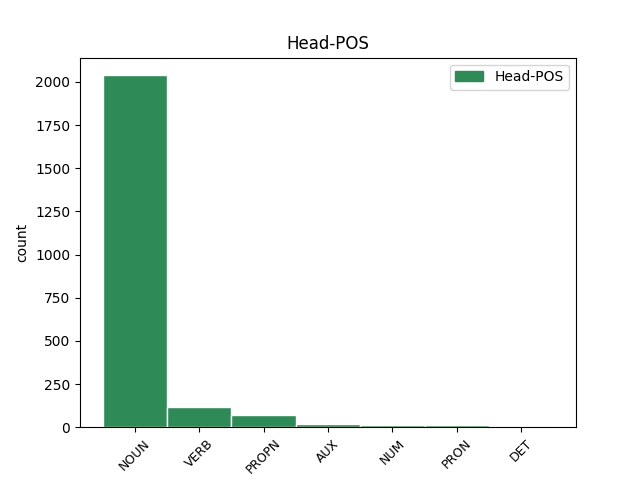 Head-POS
Head-POS
2000
1750
1500
1250
1000
750
500
250
0
count
NOUN
VERB
PROPN
AUX
NUM
PRON
DET